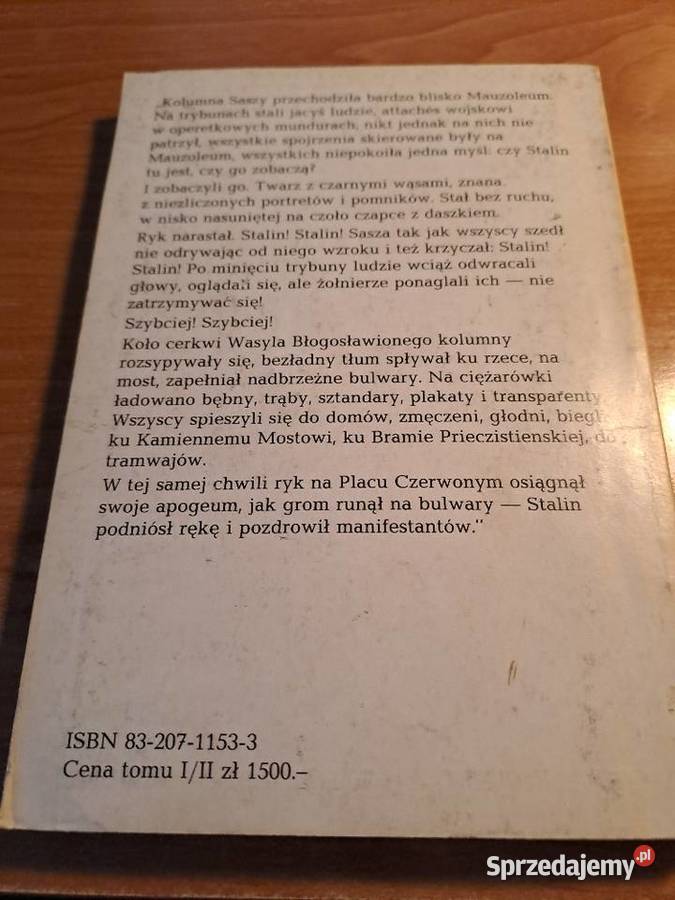 „Kolumna Saszy przechodziła bardzo blisko Mauzoleum.
Na trybunach stali jacyś ludzie, attachés wojskowi
w operetkowych mundurach, nikt jednak na nich nie
patrzył, wszystkie spojrzenia skierowane były na
Mauzoleum, wszystkich niepokoiła jedna myśl: czy Stalin
tu jest, czy go zobaczą?
I zobaczyli go. Twarz z czarnymi wąsami, znana
z niezliczonych portretów i pomników. Stał bez ruchu,
w nisko nasuniętej na czoło czapce z daszkiem.
Ryk narastał. Stalin! Stalin! Sasza tak jak wszyscy szedł
nie odrywając od niego wzroku i też krzyczał: Stalin!
Stalin! Po minięciu trybuny ludzie wciąż odwracali
głowy, oglądali się, ale żołnierze ponaglali ich — nie
zatrzymywać się!
Szybciej! Szybciej!
Koło cerkwi Wasyla Błogosławionego kolumny
rozsypywały się, bezładny tłum spływał ku rzece, na
most, zapełniał nadbrzeżne bulwary. Na ciężarówki
ładowano bębny, trąby, sztandary, plakaty i transparenty
Wszyscy spieszyli się do domów, zmęczeni, głodni, biegli
ku Kamiennemu Mostowi, ku Bramie Prieczistienskiej, do
tramwajów.
W tej samej chwili ryk na Placu Czerwonym osiągnął
swoje apogeum, jak grom runął na bulwary — Stalin
podniósł rękę i pozdrowił manifestantów."
ISBN 83-207-1153-3
Cena tomu I/II zł 1500.–
Sprzedajemy.pl